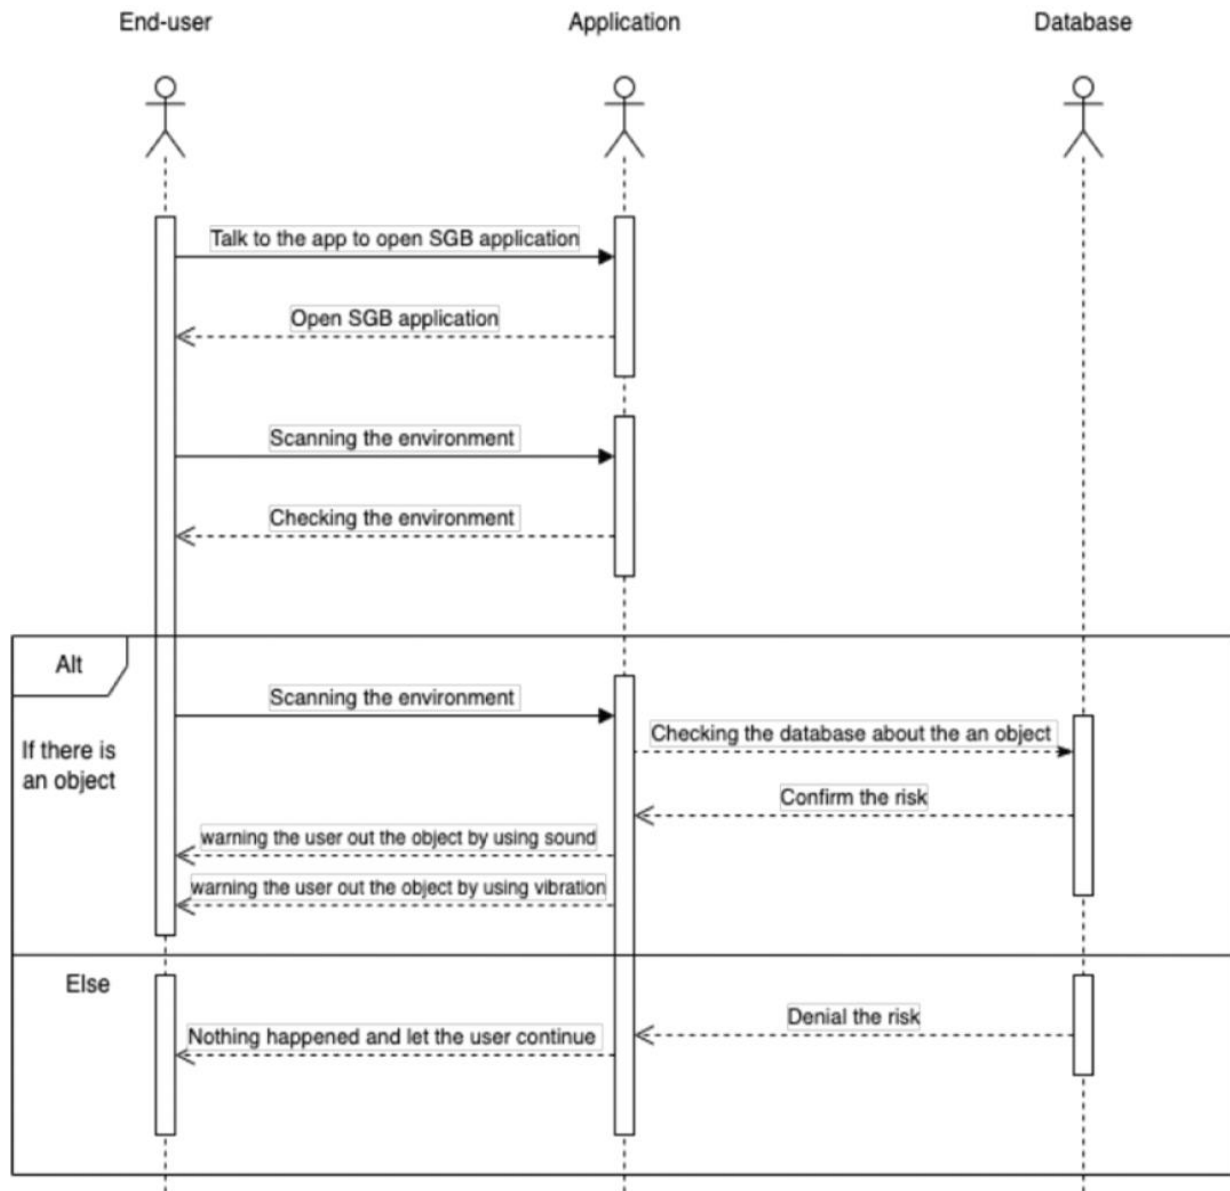 End-user
Application
Database
Talk to the app to open SGB application
Open SGB application
Scanning the environment
Checking the environment
Alt
Scanning the environment
If there is
an object
Checking the database about the an object
Confirm the risk
warning the user out the object by using sound
warning the user out the object by using vibration
Else
Denial the risk
Nothing happened and let the user continue